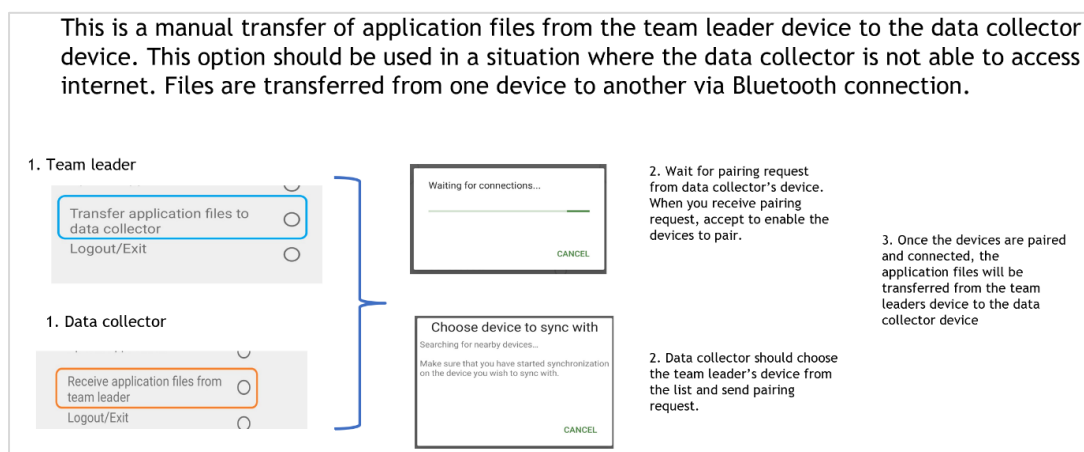 This is a manual transfer of application files from the team leader device to the data collector
device. This option should be used in a situation where the data collector is not able to access
internet. Files are transferred from one device to another via Bluetooth connection.
1. Team leader
Transfer application files to
data collector
Logout/Exit
Waiting for connections...
CANCEL
2. Wait for pairing request
from data collector's device.
When you receive pairing
request, accept to enable the
devices to pair.
1. Data collector
Receive application files from
team leader
Logout/Exit
Choose device to sync with
Searching for nearby devices...
Make sure that you have started synchronization
on the device you wish to sync with.
CANCEL
2. Data collector should choose
the team leader's device from
the list and send pairing
request.
3. Once the devices are paired
and connected, the
application files will be
transferred from the team
leaders device to the data
collector device